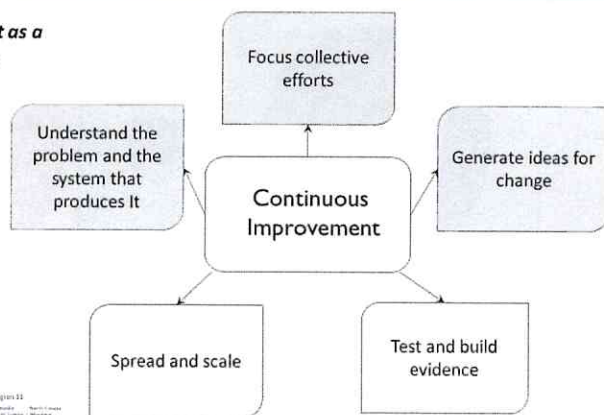 t as a
Focus collective
efforts
Understand the
problem and the
system that
produces It
Generate ideas for
change
Continuous
Improvement
Spread and scale
Test and build
evidence